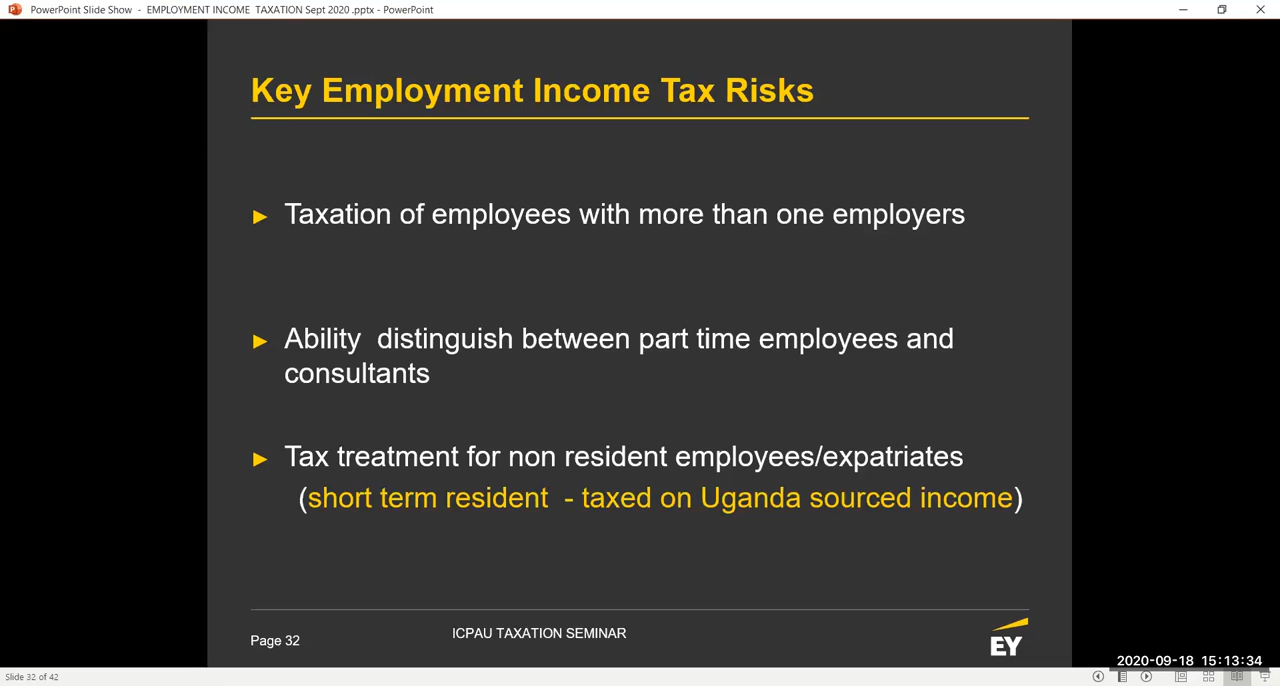 PowerPoint Slide Show - EMPLOYMENT INCOME TAXATION Sept 2020 .pptx - PowerPoint
Key Employment Income Tax Risks
► Taxation of employees with more than one employers
► Ability distinguish between part time employees and
consultants
► Tax treatment for non resident employees/expatriates
(short term resident - taxed on Uganda sourced income)
Page 32
ICPAU TAXATION SEMINAR
EY
2020-09-18 15:13:34
Slide 32 of 42